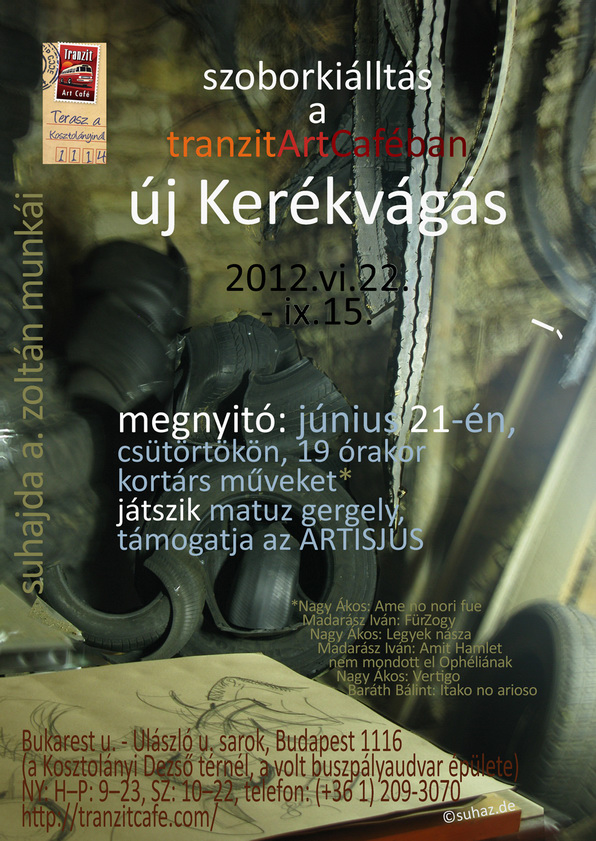 tranzit
Art Café
Terasz a
Kosztolányinál
1114
szoborkiálltás
a
tranzitArtCaféban
új Kerékvágás
2012.vi.22.
- ix.15.
suhajda a. zoltán munkái
megnyitó: június 21-én,
csütörtökön, 19 órakor
kortárs műveket*
játszik matuz gergely,
támogatja az ARTISJUS
*Nagy Ákos: Ame no nori fue
Madarász Iván: FürZogy
Nagy Ákos: Legyek násza
Madarász Iván: Amit Hamlet
nem mondott el Ophéliának
Nagy Ákos: Vertigo
Baráth Bálint: Itako no arioso
Bukarest u. - Ulászló u. sarok, Budapest 1116
(a Kosztolányi Dezső térnél, a volt buszpályaudvar épülete)
NY: H–P: 9–23, SZ: 10–22, telefon: (+36 1) 209-3070
http://tranzitcafe.com/
©suhaz.de